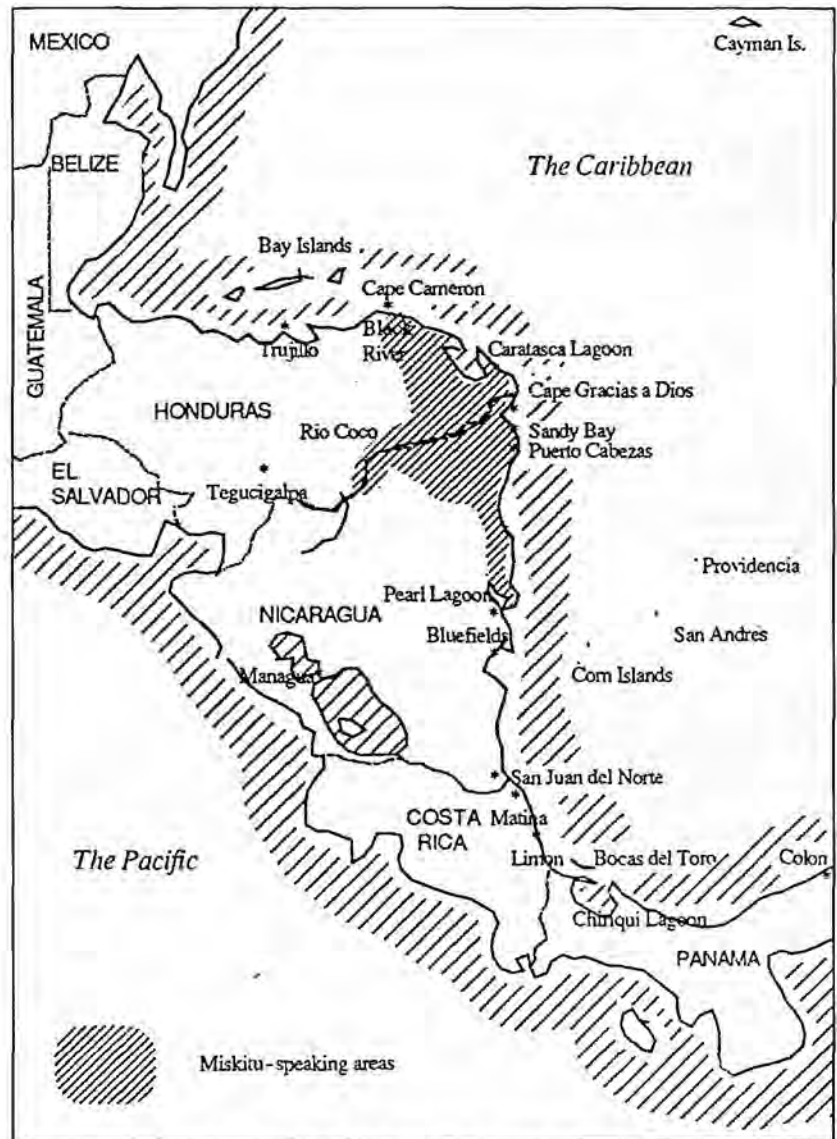 MEXICO
Cayman Is.
BELIZE
The Caribbean
GUATEMALA
Bay Islands
Cape Cameron
Trujillo
Black
River
Caratasca Lagoon
HONDURAS
Cape Gracias a Dios
Rio Coco
Sandy Bay
Puerto Cabezas
EL
SALVADOR
Tegucigalpa
Providencia
Pearl Lagoon
NICARAGUA
San Andres
Bluefields
Managua
Corn Islands
San Juan del Norte
COSTA
RICA
Matina
The Pacific
Limon
Bocas del Toro
Colon
Chiriqui Lagoon
PANAMA
Miskitu-speaking areas